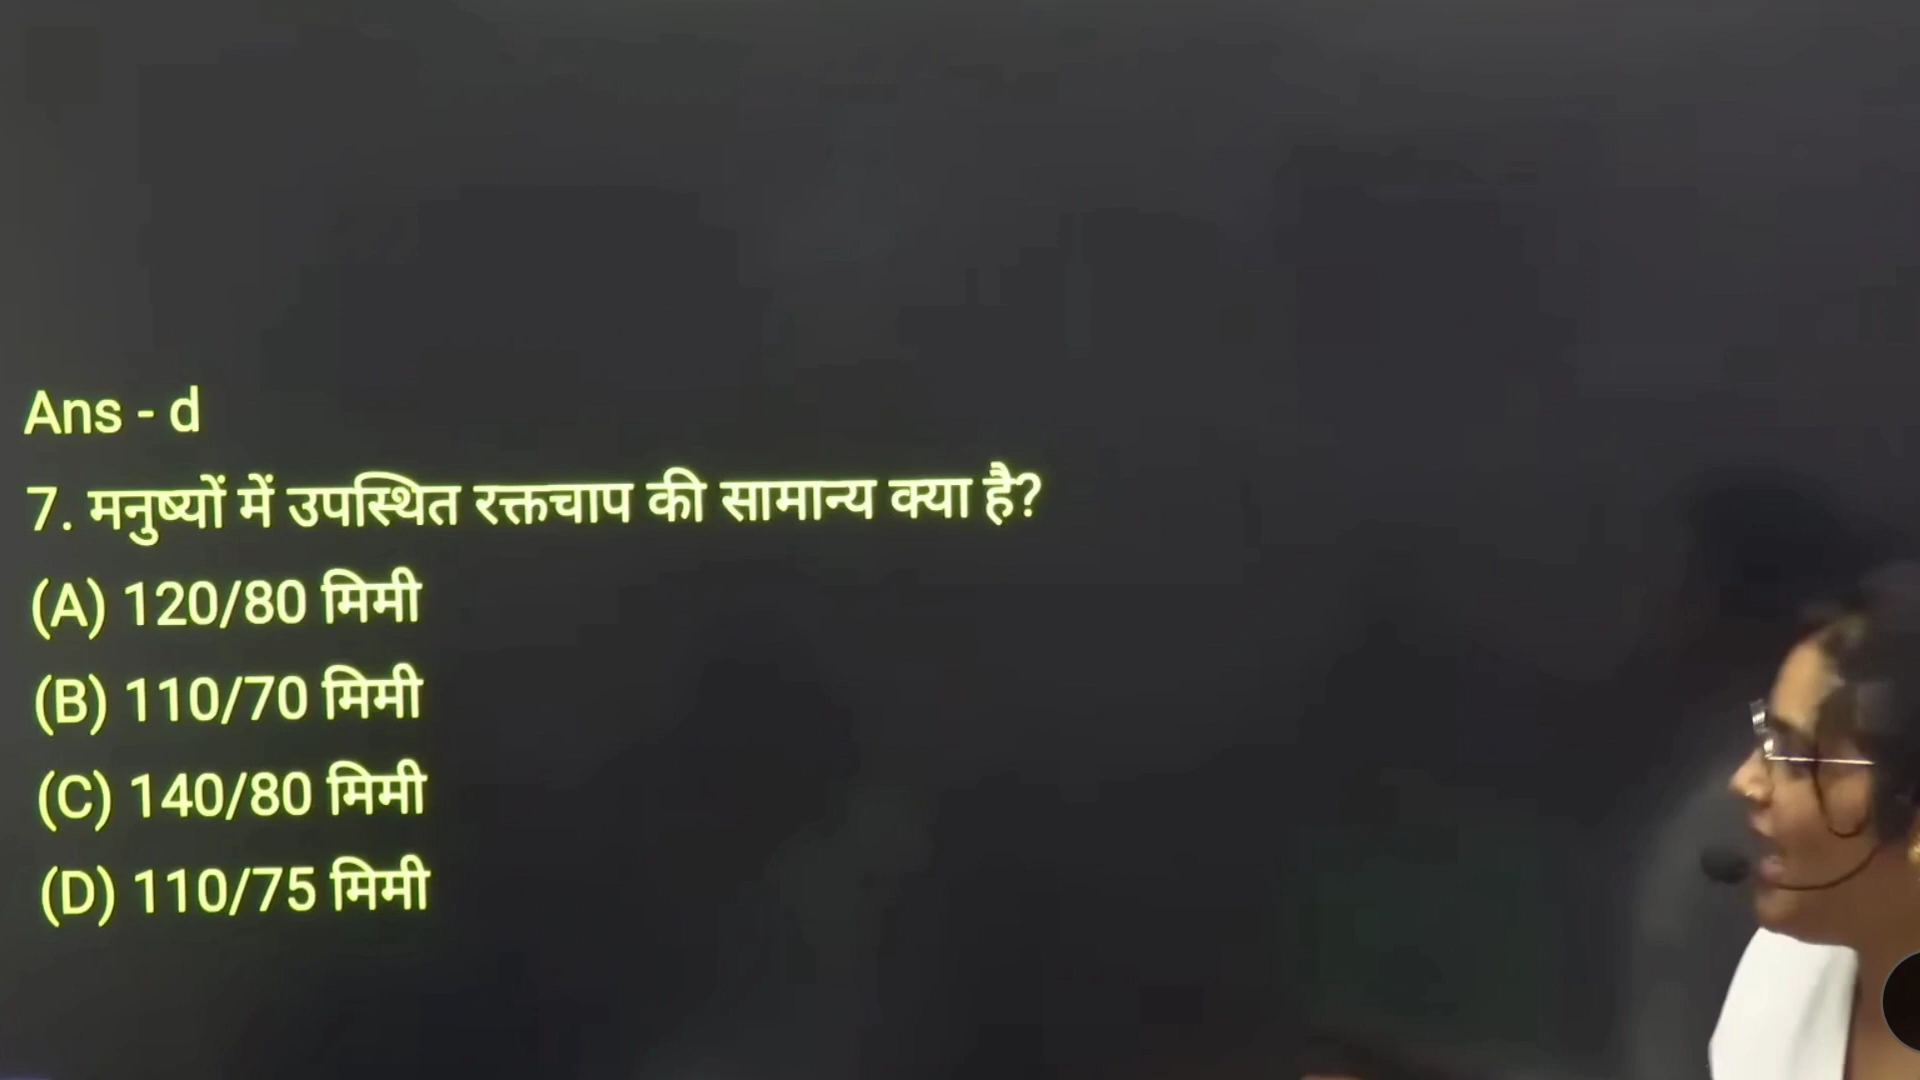 Ans - d
7. मनुष्यों में उपस्थित रक्तचाप की सामान्य क्या है?
(A) 120/80 मिमी
(B) 110/70 मिमी
(C) 140/80 मिमी
(D) 110/75 मिमी